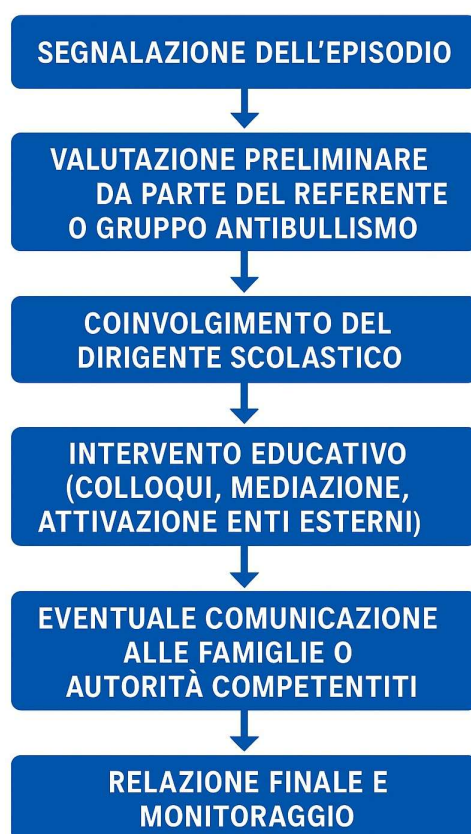 SEGNALAZIONE DELL'EPISODIO
VALUTAZIONE PRELIMINARE
DA PARTE DEL REFERENTE
O GRUPPO ANTIBULLISMO
COINVOLGIMENTO DEL
DIRIGENTE SCOLASTICO
INTERVENTO EDUCATIVO
(COLLOQUI, MEDIAZIONE,
ATTIVAZIONE ENTI ESTERNI)
EVENTUALE COMUNICAZIONE
ALLE FAMIGLIE O
AUTORITÀ COMPETENTITI
RELAZIONE FINALE E
MONITORAGGIO